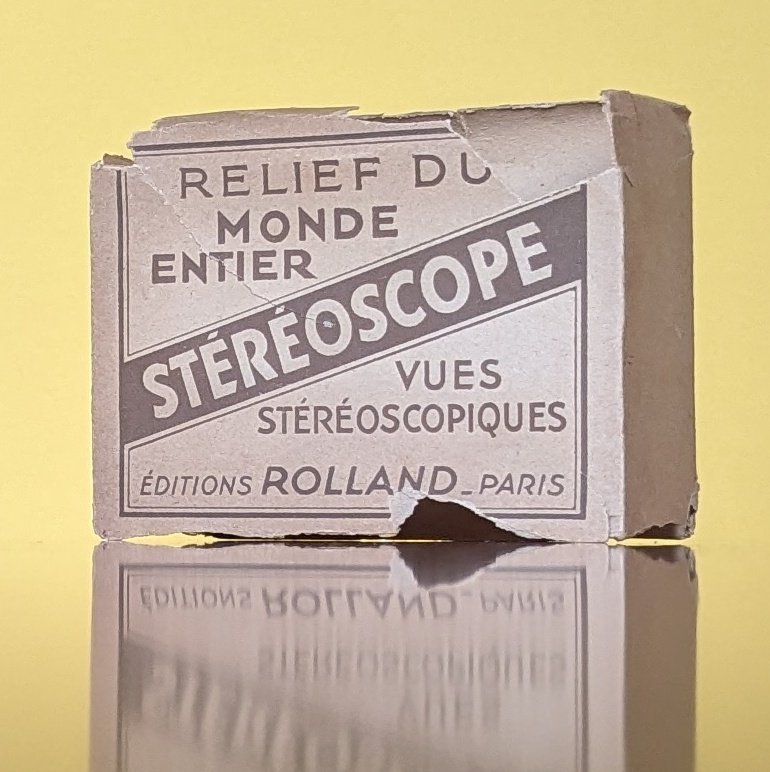 RELIEF DU
MONDE
ENTIER
STÉRÉOSCOPE
VUES
STÉRÉOSCOPIQUES
ÉDITIONS ROLLAND_PARIS